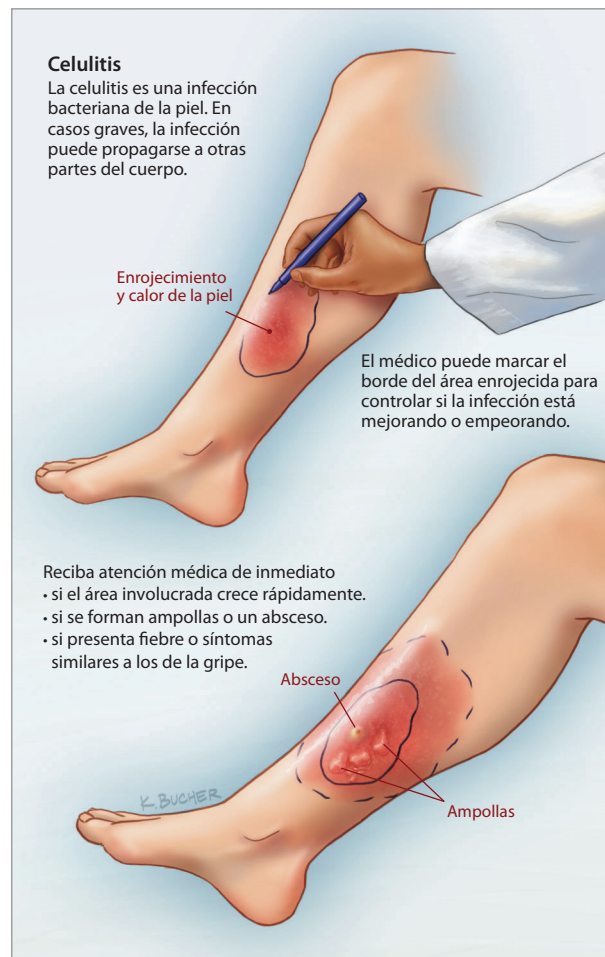 Celulitis
La celulitis es una infección
bacteriana de la piel. En
casos graves, la infección
puede propagarse a otras
partes del cuerpo.
Enrojecimiento
y calor de la piel
El médico puede marcar el
borde del área enrojecida para
controlar si la infección está
mejorando o empeorando.
Reciba atención médica de inmediato
• si el área involucrada crece rápidamente.
• si se forman ampollas o un absceso.
• si presenta fiebre o síntomas
similares a los de la gripe.
Absceso
K. BUCHER
Ampollas